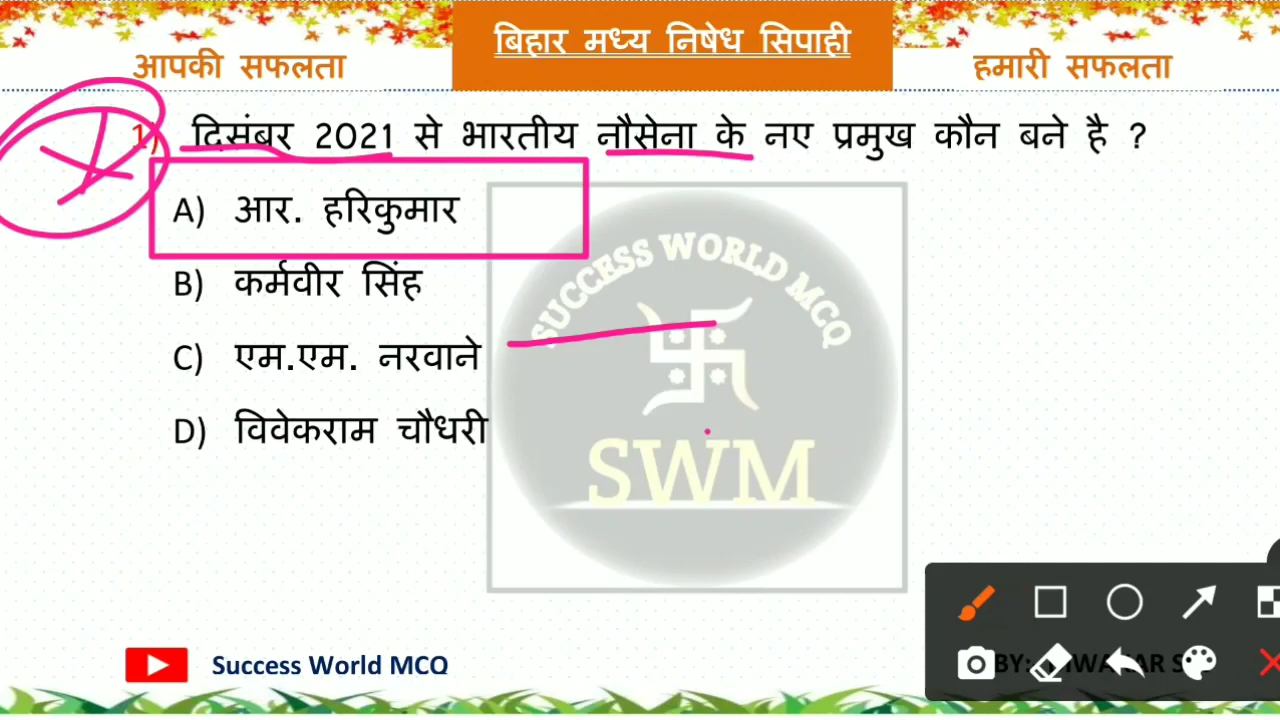 बिहार मध्य निषेध सिपाही
आपकी सफलता
हमारी सफलता
1) दिसंबर 2021 से भारतीय नौसेना के नए प्रमुख कौन बने है ?
A) आर. हरिकुमार
B) कर्मवीर सिंह
C) एम.एम. नरवाने
D) विवेकराम चौधरी
SUCCESS WORLD MCQ
SWM
Success World MCQ
BY: